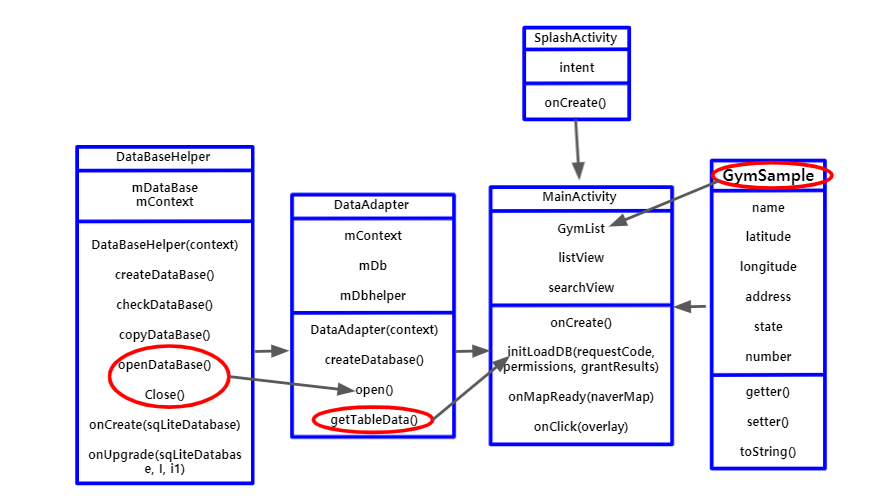 SplashActivity
intent
onCreate()
DataBaseHelper
mDataBase
mContext
DataBaseHelper(context)
createDataBase()
checkDataBase()
copyDataBase()
openDataBase()
Close()
onCreate(sqLiteDatabase)
onUpgrade(sqLiteDatabas
e, I, i1)
DataAdapter
mContext
mDb
mDbhelper
DataAdapter(context)
createDatabase()
open()
getTableData()
MainActivity
GymList
listView
searchView
onCreate()
initLoadDB(requestCode,
permissions, grantResults)
onMapReady(naverMap)
onClick(overlay)
GymSample
name
latitude
longitude
address
state
number
getter()
setter()
toString()